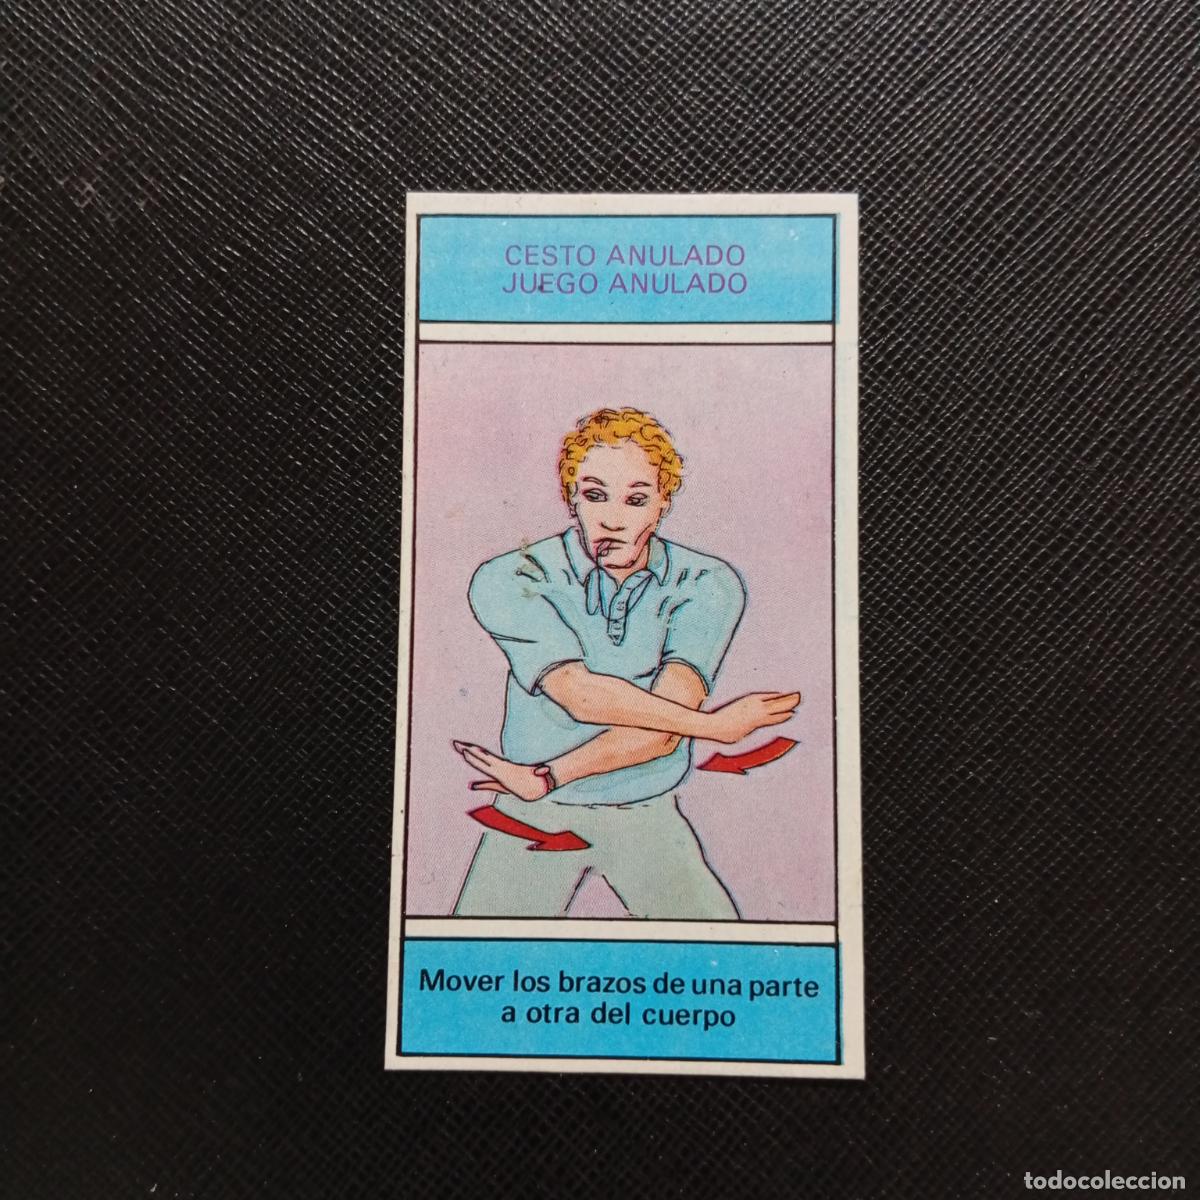 CESTO ANULADO
JUEGO ANULADO
Mover los brazos de una parte
a otra del cuerpo
todocoleccion